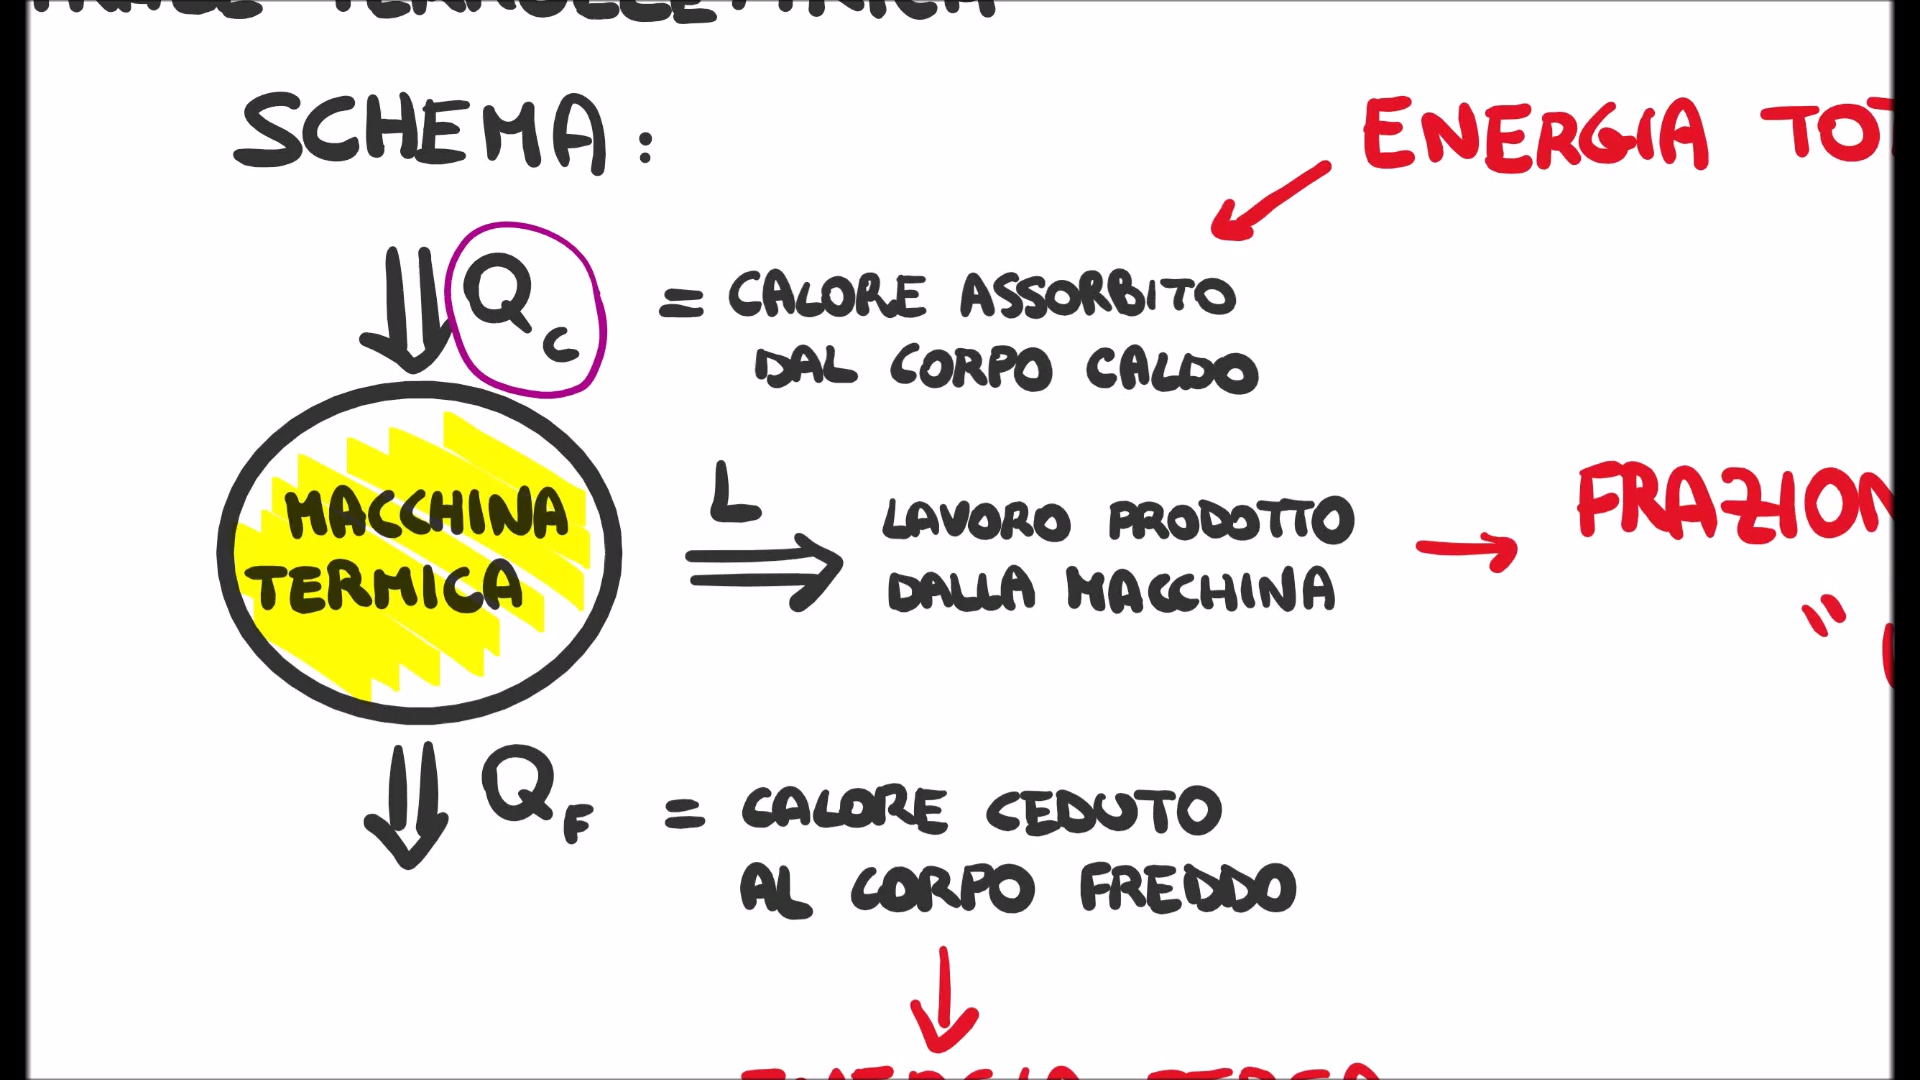 SCHEMA:
ENERGIA
Q C = CALORE ASSORBITO
DAL CORPO CALDO
MACCHINA
TERMICA
L
LAVORO PRODOTTO
DALLA MACCHINA
Q F = CALORE CEDUTO
AL CORPO FREDDO